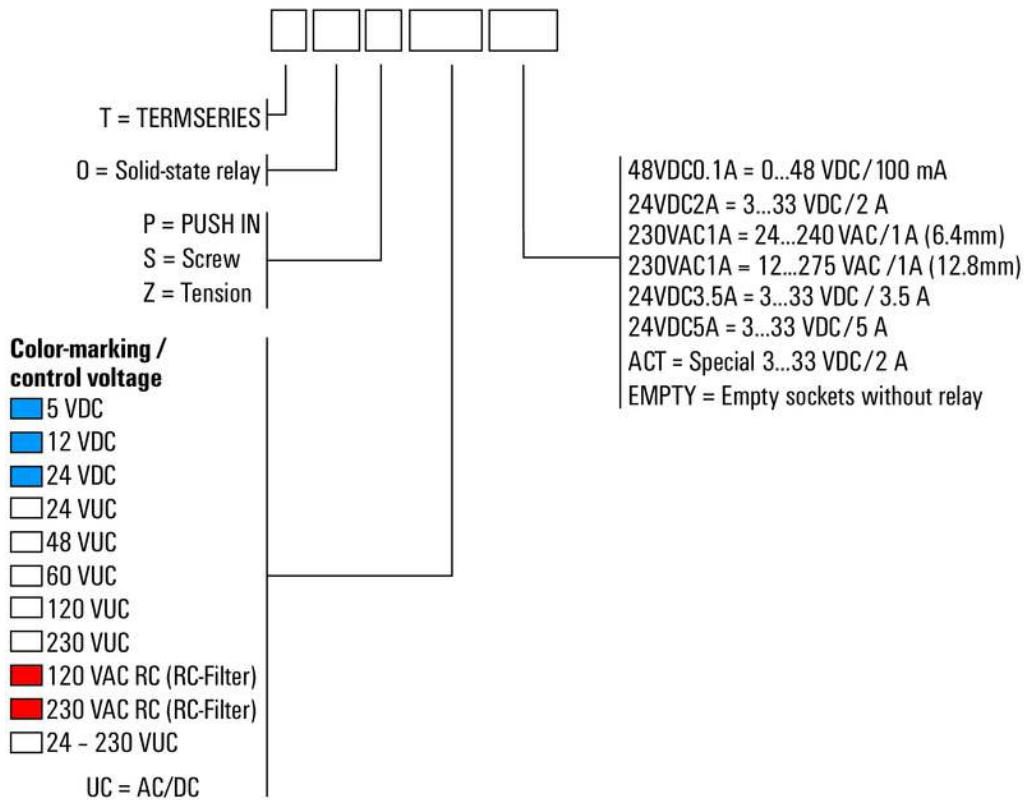 T = TERMSERIES
O = Solid-state relay
P = PUSH IN
S = Screw
Z = Tension
Color-marking /
control voltage
5 VDC
12 VDC
24 VDC
24 VUC
48 VUC
60 VUC
120 VUC
230 VUC
120 VAC RC (RC-Filter)
230 VAC RC (RC-Filter)
24 – 230 VUC
UC = AC/DC
48VDC0.1A = 0...48 VDC/100 mA
24VDC2A = 3...33 VDC/2 A
230VAC1A = 24...240 VAC/1A (6.4mm)
230VAC1A = 12...275 VAC /1A (12.8mm)
24VDC3.5A = 3...33 VDC / 3.5 A
24VDC5A = 3...33 VDC/5 A
ACT = Special 3...33 VDC/2 A
EMPTY = Empty sockets without relay